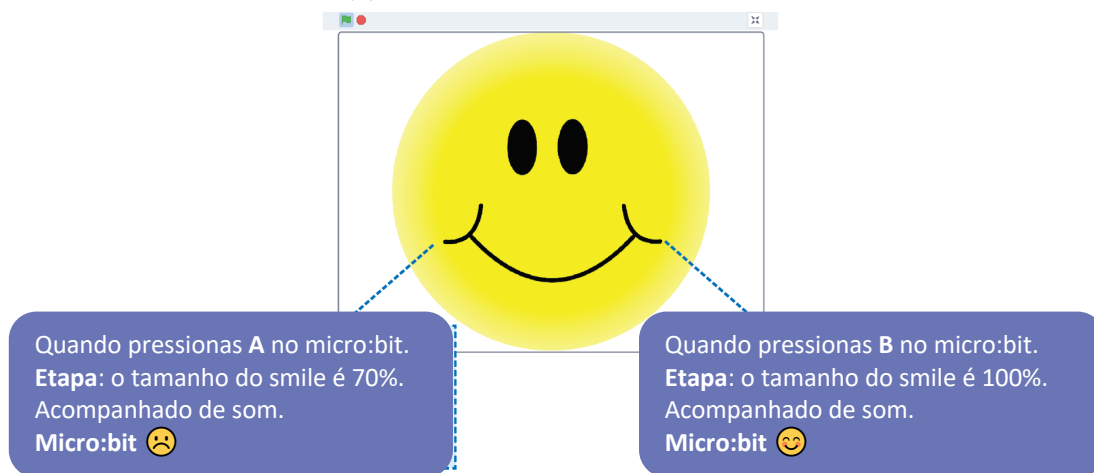 Quando pressionas A no micro:bit.
Etapa: o tamanho do smile é 70%.
Acompanhado de som.
Micro:bit
Quando pressionas B no micro:bit.
Etapa: o tamanho do smile é 100%.
Acompanhado de som.
Micro:bit